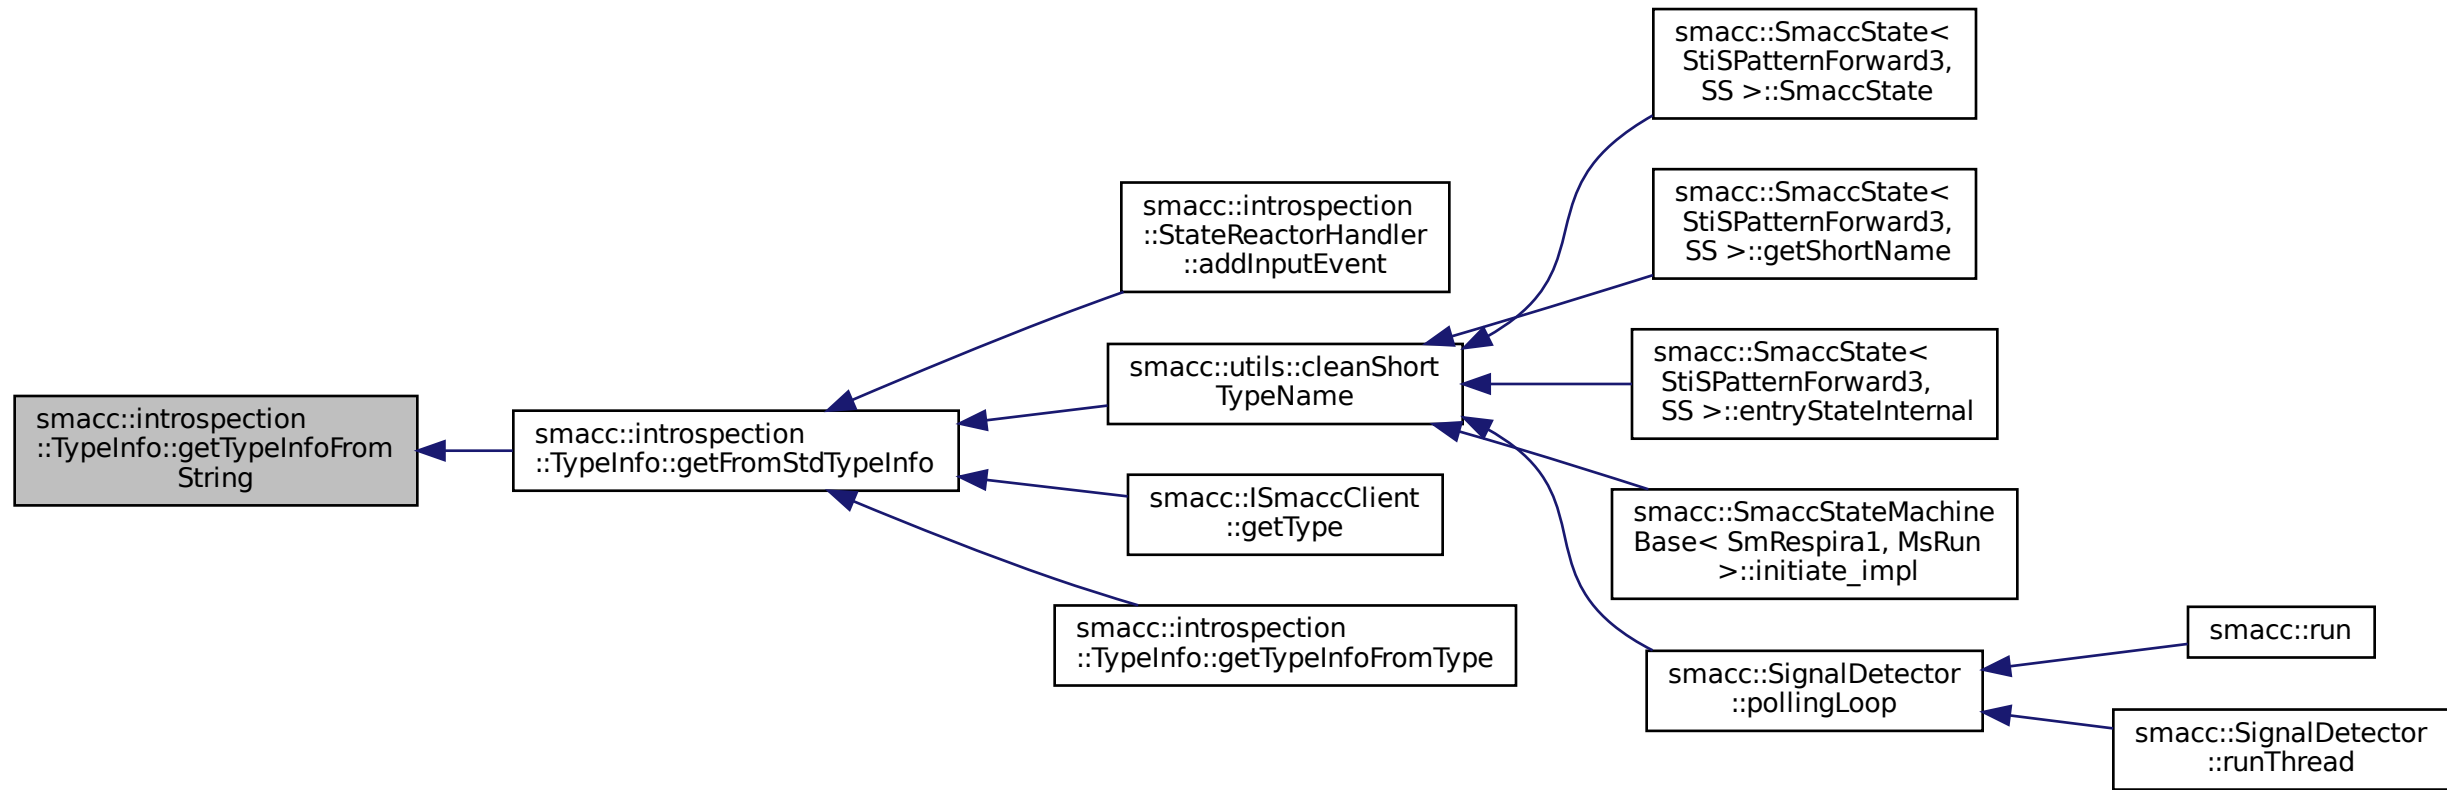 smacc::introspection
::TypeInfo::getTypeInfoFrom
String
smacc::introspection
::TypeInfo::getFromStdTypeInfo
smacc::introspection
::StateReactorHandler
::addInputEvent
smacc::utils::cleanShort
TypeName
smacc::ISmaccClient
::getType
smacc::introspection
::TypeInfo::getTypeInfoFromType
smacc::SmaccState<
StiSPatternForward3,
SS >::SmaccState
smacc::SmaccState<
StiSPatternForward3,
SS >::getShortName
smacc::SmaccState<
StiSPatternForward3,
SS >::entryStateInternal
smacc::SmaccStateMachine
Base< SmRespira1, MsRun
>::initiate_impl
smacc::SignalDetector
::pollingLoop
smacc::run
smacc::SignalDetector
::runThread